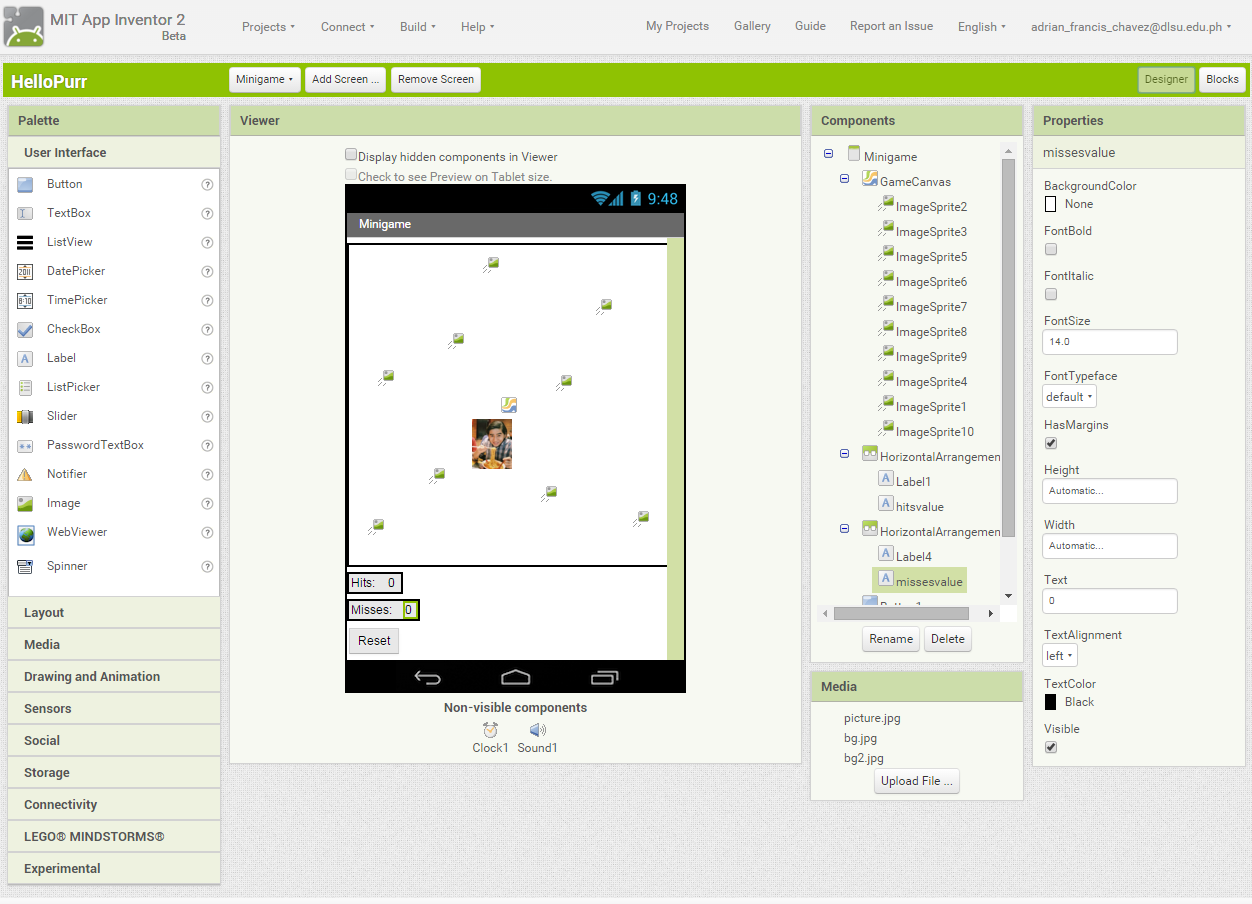 MIT App Inventor 2
Beta
Projects Connect Build Help My Projects Gallery Guide Report an Issue English adrian_francis_chavez@dlsu.edu.ph
HelloPurr Minigame Add Screen ... Remove Screen Designer Blocks
Palette
User Interface
Button ?
TextBox ?
ListView ?
DatePicker ?
TimePicker ?
CheckBox ?
Label ?
ListPicker ?
Slider ?
PasswordTextBox ?
Notifier ?
Image ?
WebViewer ?
Spinner ?
Layout
Media
Drawing and Animation
Sensors
Social
Storage
Connectivity
LEGO® MINDSTORMS®
Experimental
Viewer
Display hidden components in Viewer
Check to see Preview on Tablet size.
9:48
Minigame
Hits: 0
Misses: 0
Reset
Non-visible components
Clock1 Sound1
Components
Minigame
GameCanvas
ImageSprite2
ImageSprite3
ImageSprite5
ImageSprite6
ImageSprite7
ImageSprite8
ImageSprite9
ImageSprite4
ImageSprite1
ImageSprite10
HorizontalArrangemen
Label1
hitsvalue
HorizontalArrangemen
Label4
missesvalue
Rename Delete
Media
picture.jpg
bg.jpg
bg2.jpg
Upload File ...
Properties
missesvalue
BackgroundColor
None
FontBold
FontItalic
FontSize
14.0
FontTypeface
default
HasMargins
Height
Automatic...
Width
Automatic...
Text
0
TextAlignment
left
TextColor
Black
Visible